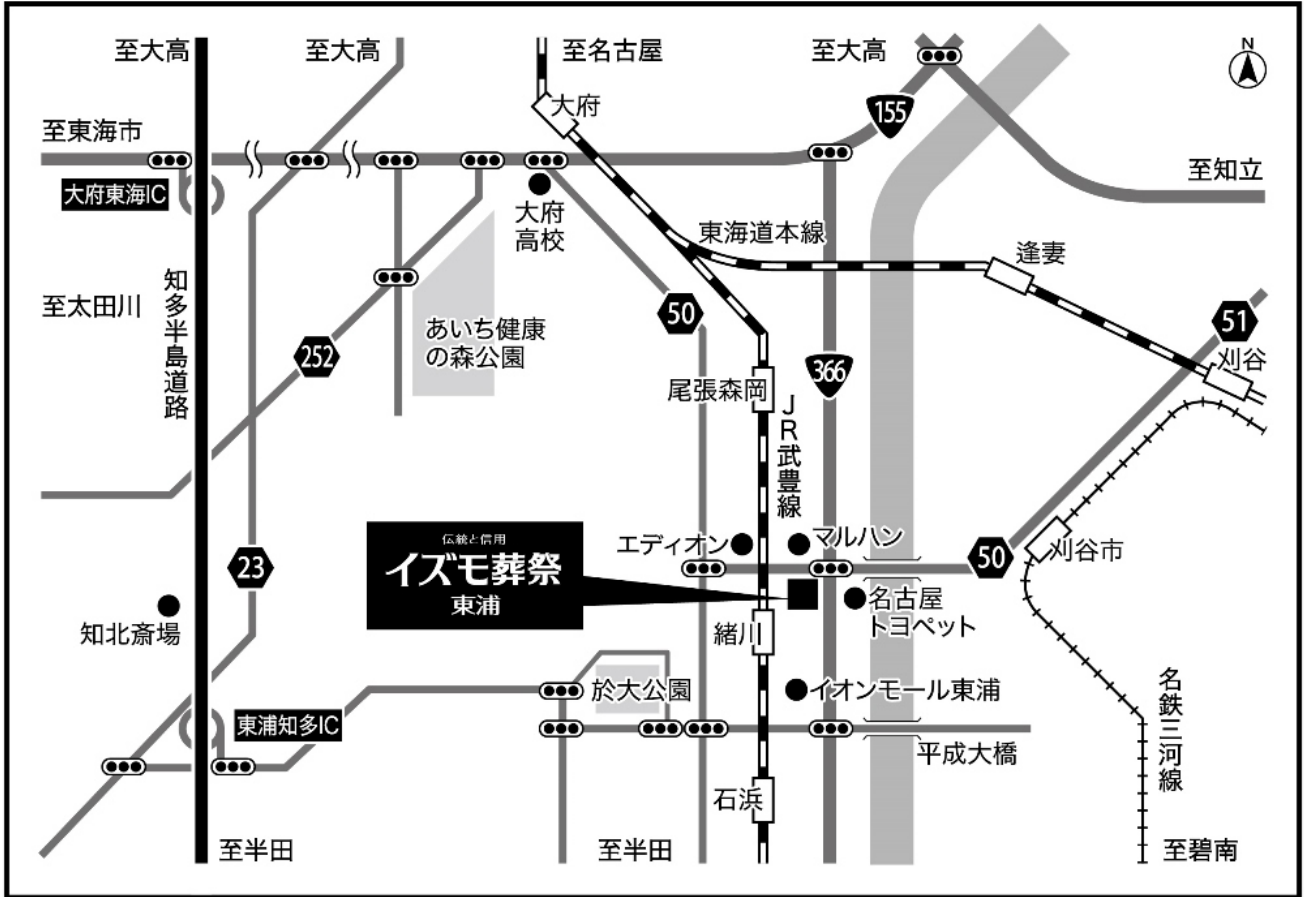 至大高
至大高
至名古屋
至大高
N
大府
155
至東海市
大府東海IC
至知立
大府
高校
東海道本線
逢妻
至太田川
知多半島道路
あいち健康
の森公園
50
51
252
366
刈谷
尾張森岡
JR武豊線
伝統と信用
イズモ葬祭
東浦
エディオン
マルハン
50
刈谷市
23
名古屋
トヨペット
知北斎場
緒川
於大公園
イオンモール東浦
名鉄三河線
東浦知多IC
平成大橋
石浜
至半田
至半田
至碧南